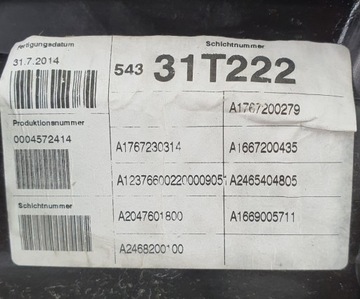 Fertigungsdatum
31.7.2014
Schichtnummer
543 31T222
A1767200279
Produktionsnummer
0004572414
A1767230314
A1667200435
A12376600220000905
A2465404805
Schichtnummer
A2047601800
A1669005711
A2468200100